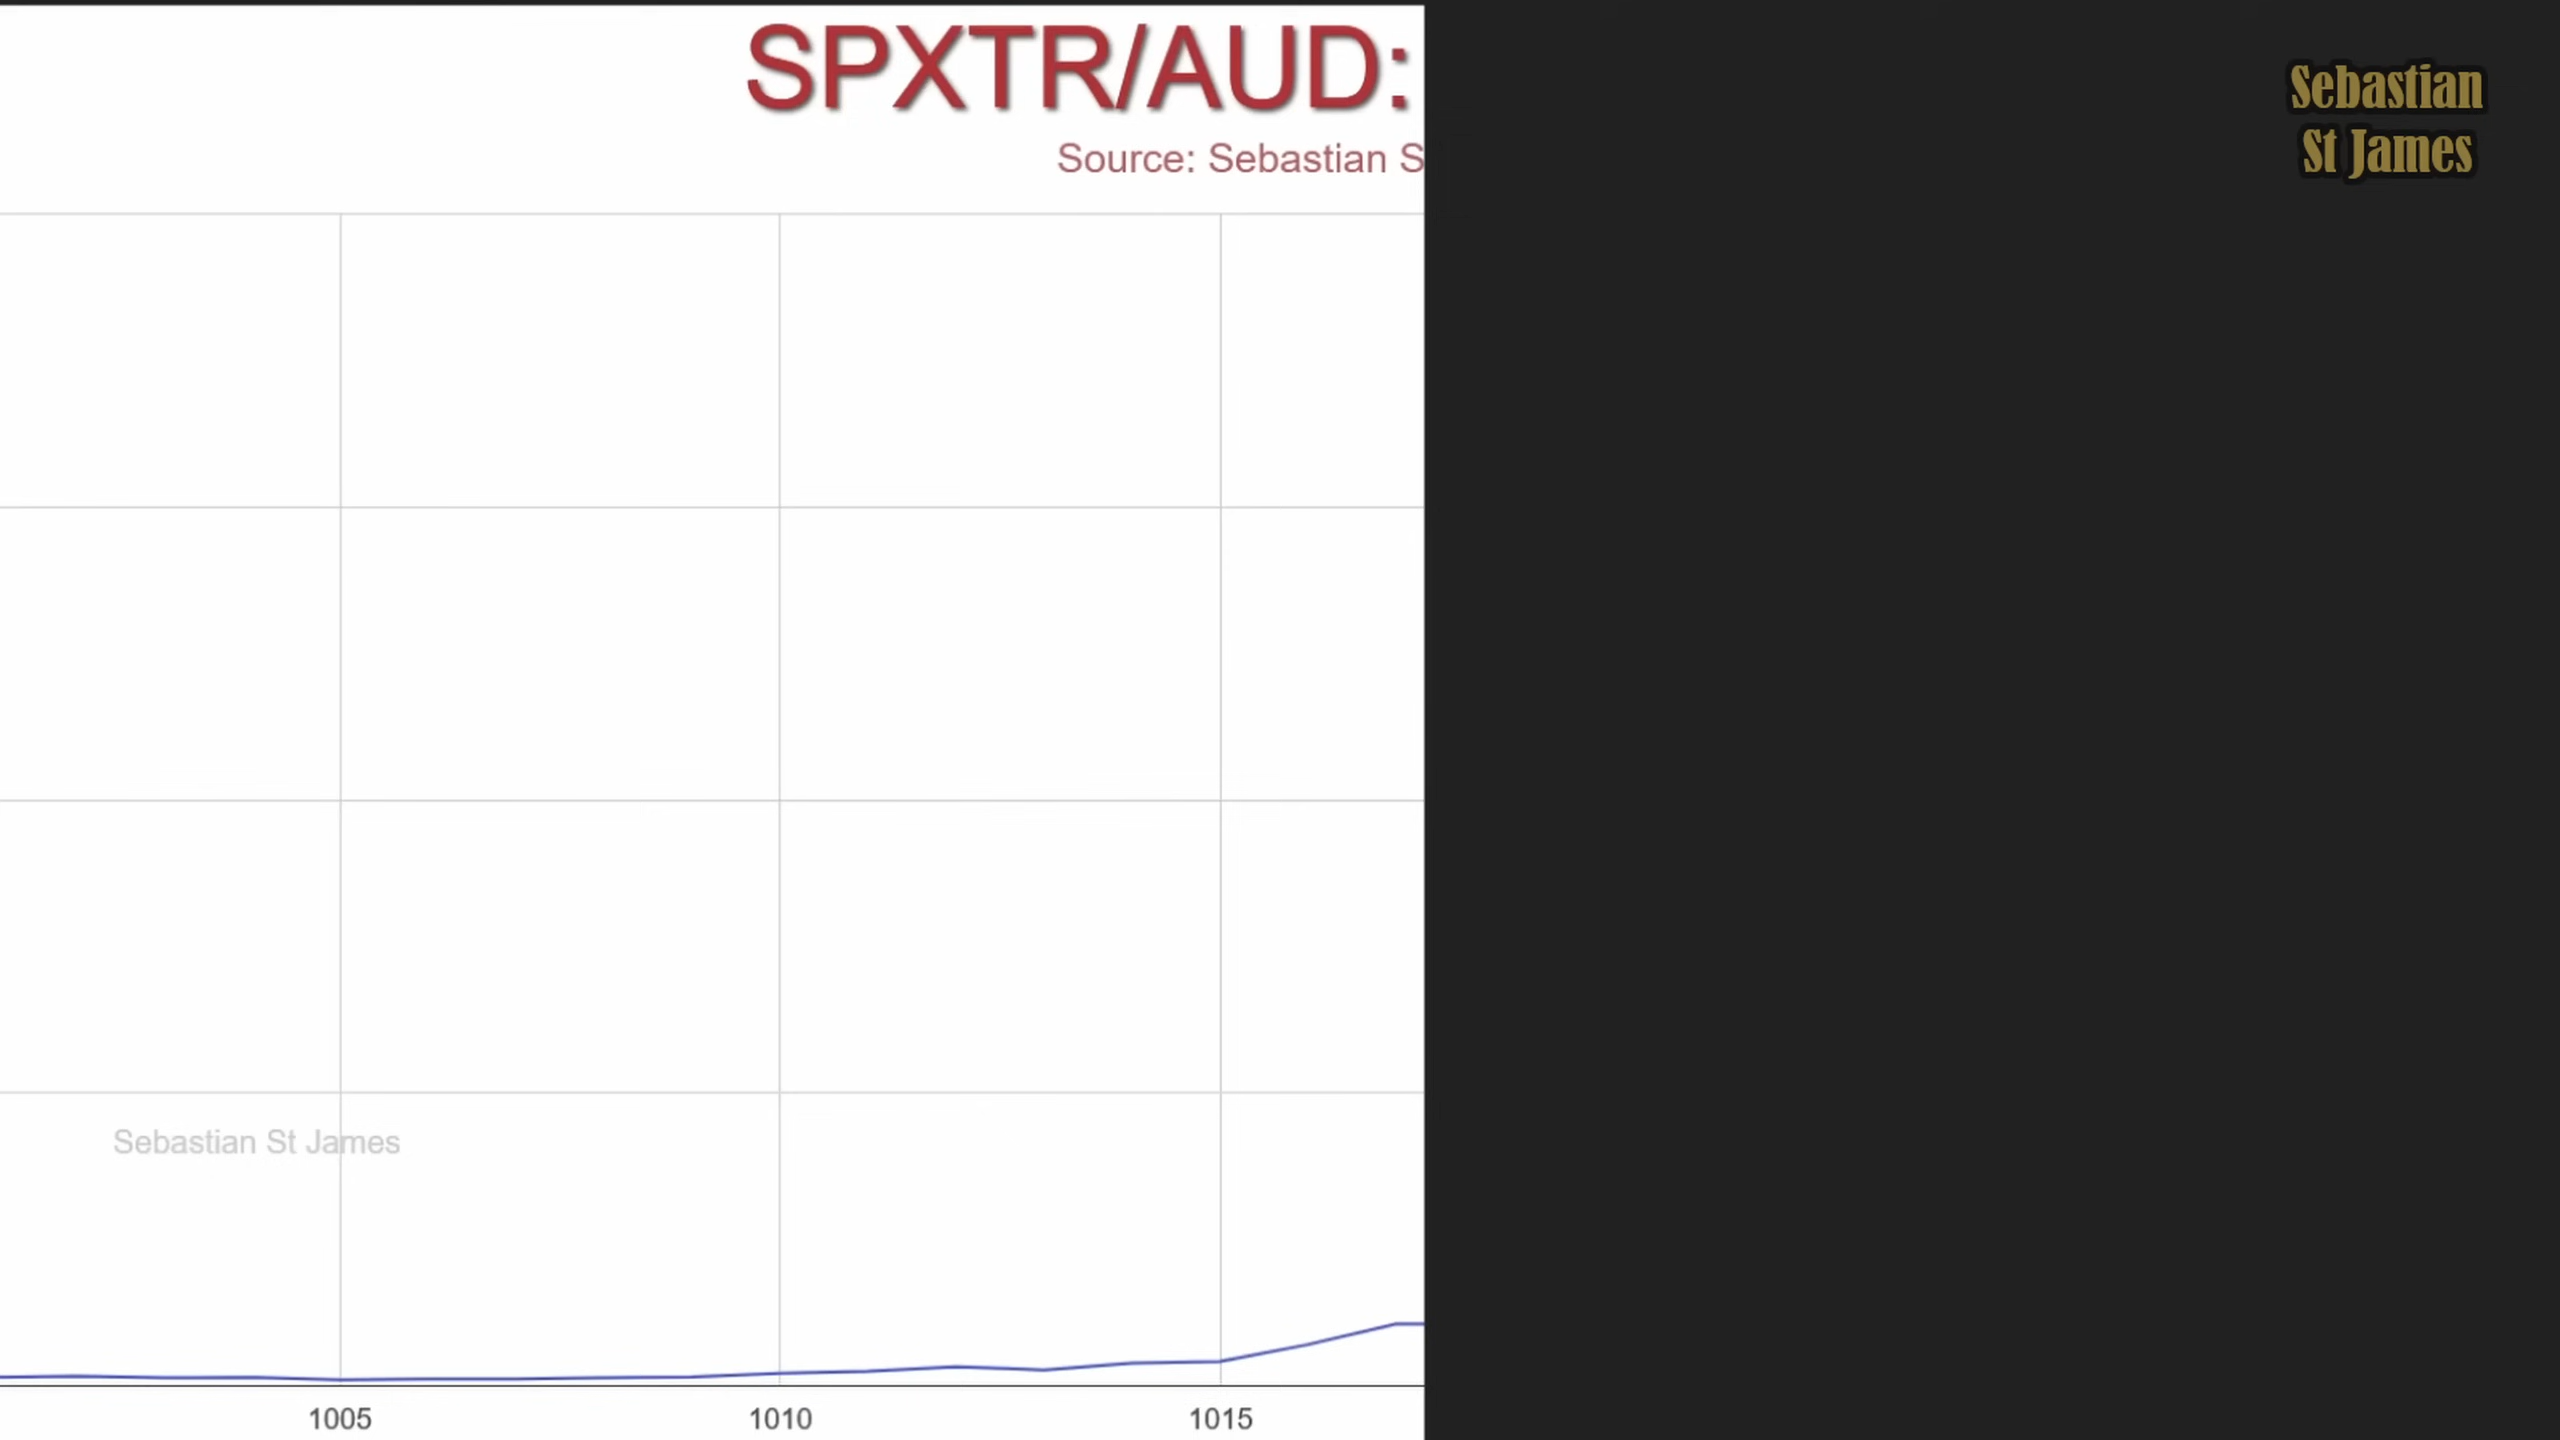 SPXTR/AUD:
Source: Sebastian S
Sebastian
St James
Sebastian St James
1005
1010
1015